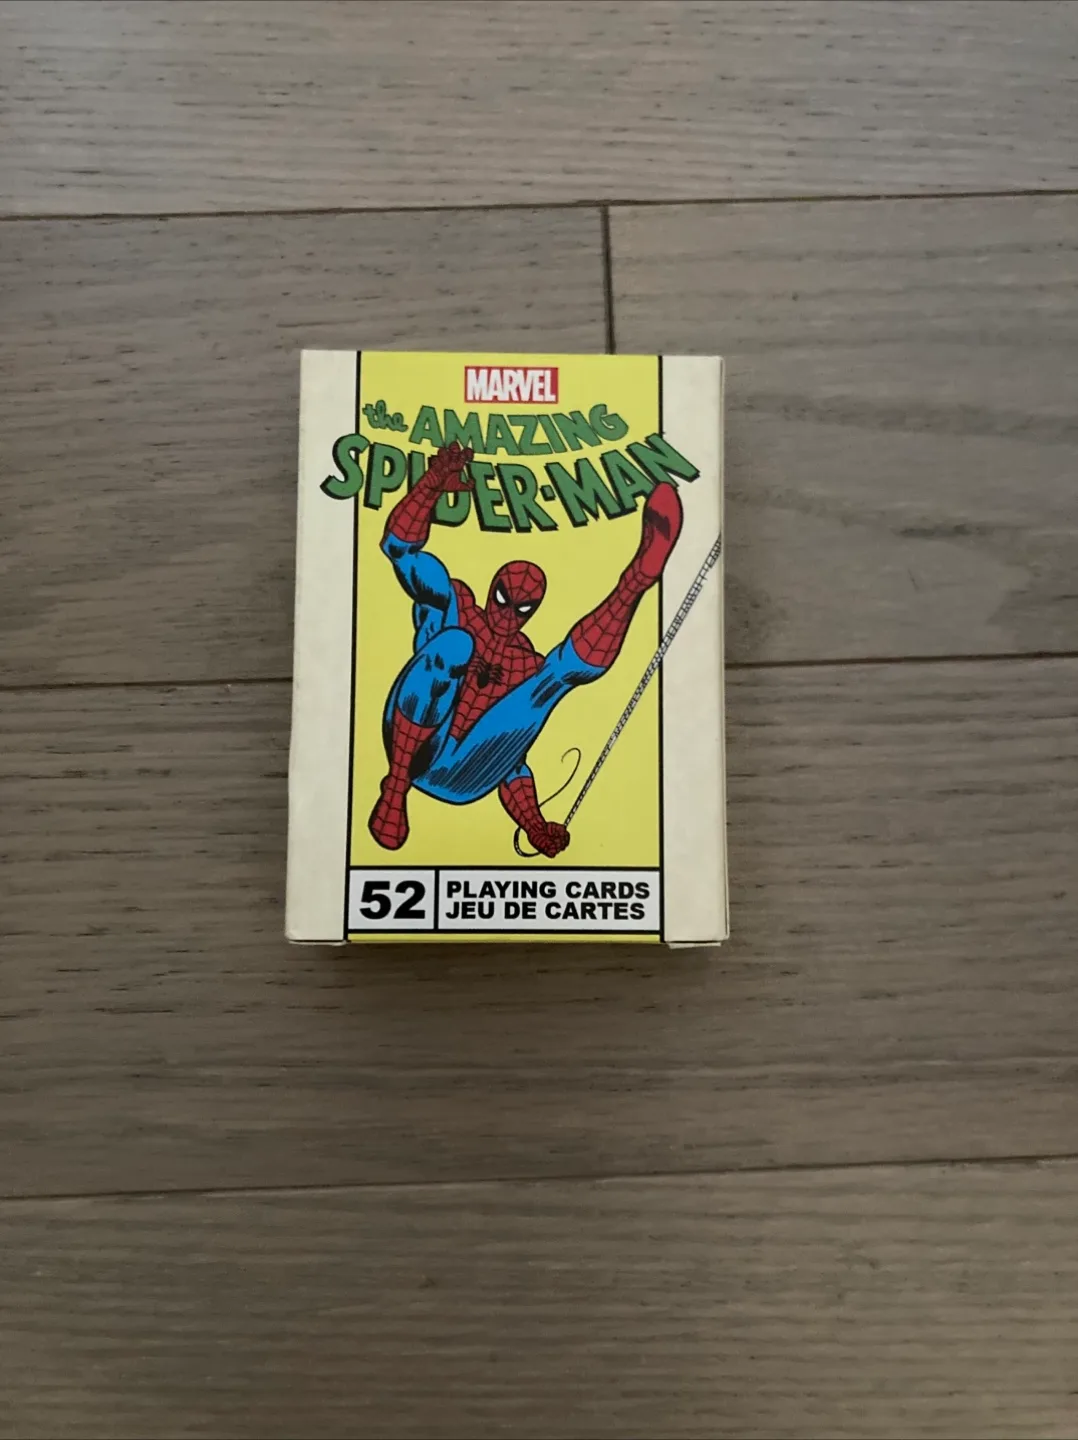 MARVEL
the AMAZING
SPIDER-MAN
52 PLAYING CARDS
JEU DE CARTES